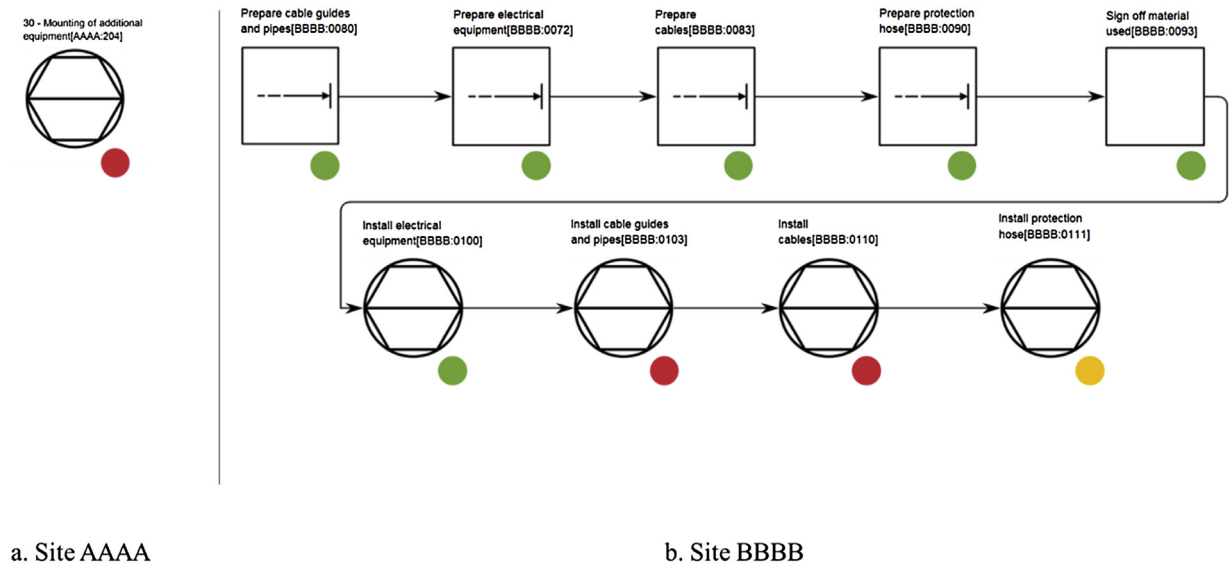 30 - Mounting of additional
equipment[AAAA:204]
Prepare cable guides
and pipes[BBBB:0080]
Prepare electrical
equipment[BBBB:0072]
Prepare
cables[BBBB:0083]
Prepare protection
hose[BBBB:0090]
Sign off material
used[BBBB:0093]
Install electrical
equipment[BBBB:0100]
Install cable guides
and pipes[BBBB:0103]
Install
cables[BBBB:0110]
Install protection
hose[BBBB:0111]
a. Site AAAA
b. Site BBBB